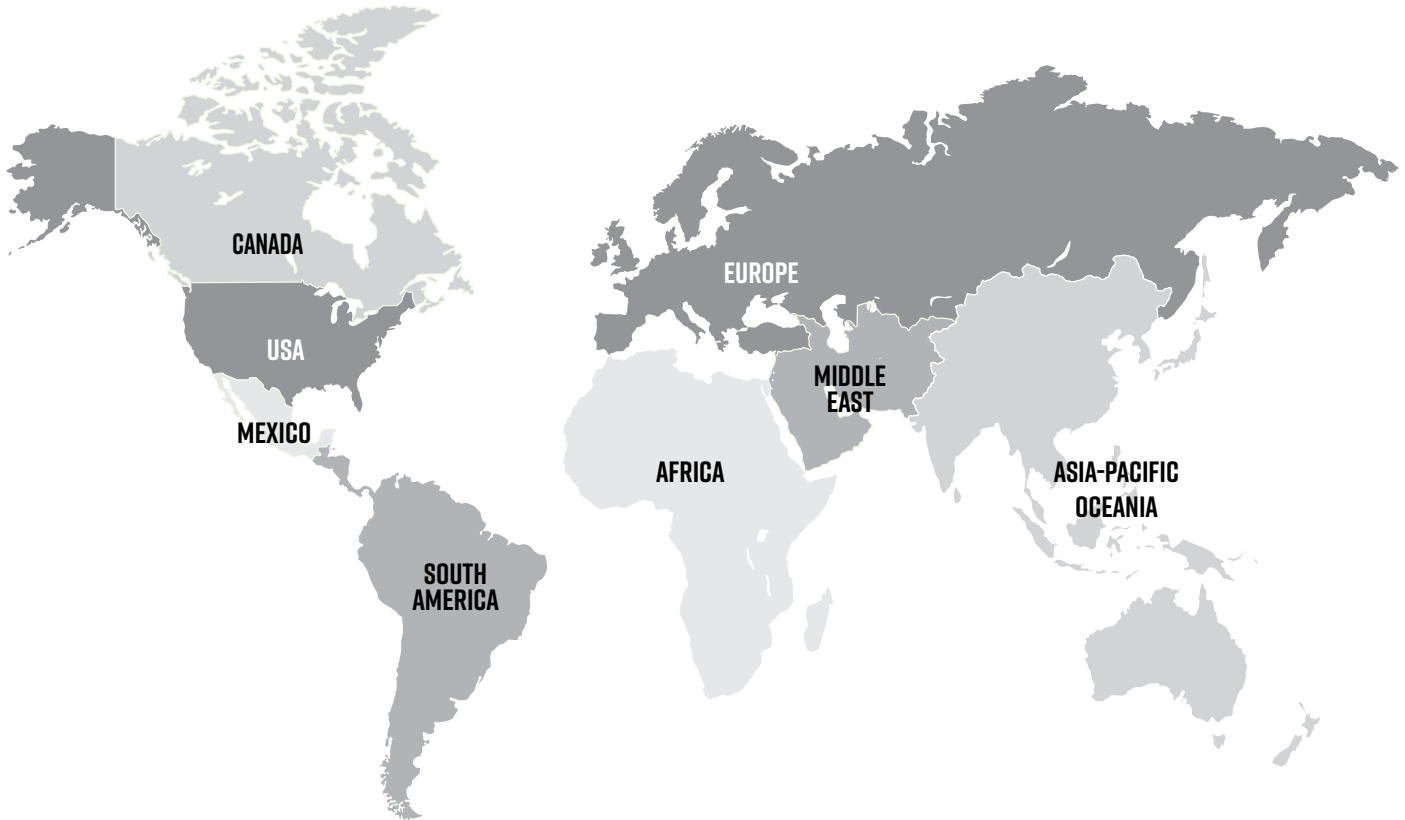 CANADA
EUROPE
USA
MIDDLE
EAST
MEXICO
AFRICA
ASIA-PACIFIC
OCEANIA
SOUTH
AMERICA